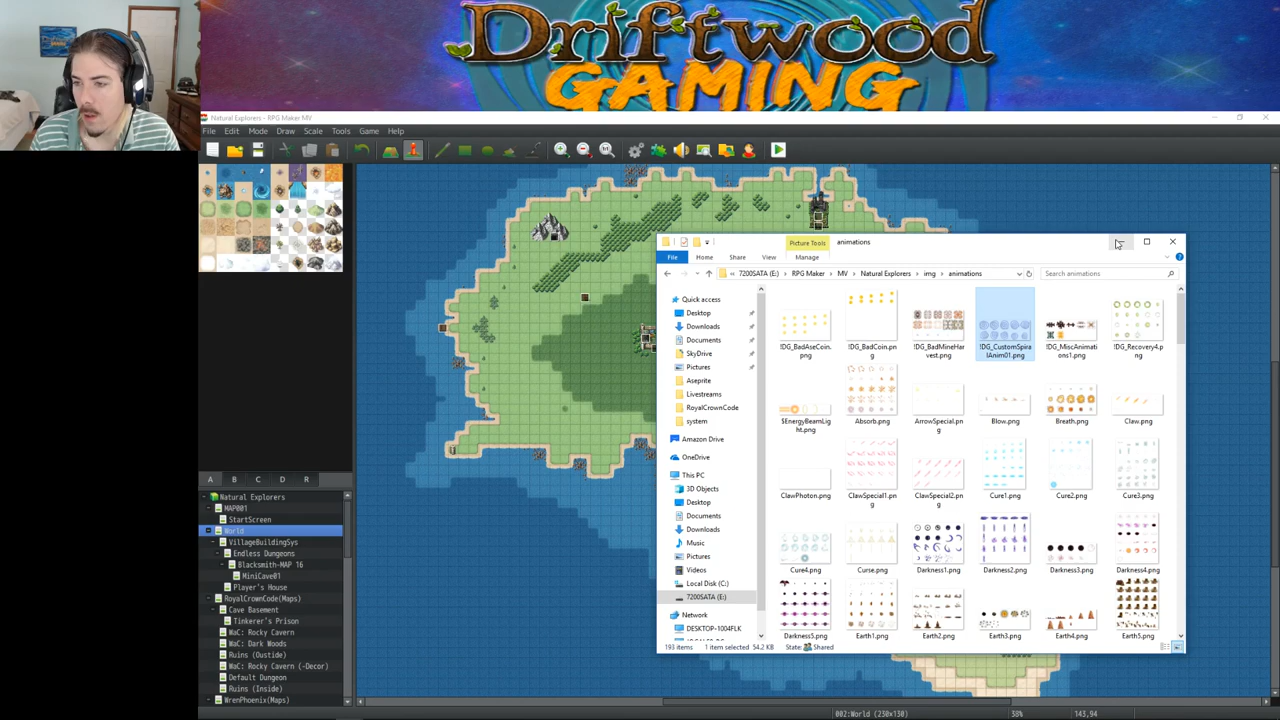 Driftwood
GAMING
Natural Explorers - RPG Maker MV
File Edit Mode Draw Scale Tools Game Help
Picture Tools animations
File Home Share View Manage
« 7200SATA (E:) › RPG Maker › MV › Natural Explorers › img › animations
Search animations
Quick access
Desktop
Downloads
Documents
SkyDrive
Pictures
Aseprite
Livestreams
RoyalCrownCode
system
Amazon Drive
OneDrive
This PC
3D Objects
Desktop
Documents
Downloads
Music
Pictures
Videos
Local Disk (C:)
7200SATA (E:)
Network
DESKTOP-1004FLK
!DG_BadAseCoin.png
!DG_BadCoin.png
!DG_BadMineHarvest.png
!DG_CustomSpiralAnim01.png
!DG_MiscAnimations1.png
!DG_Recovery4.png
$EnergyBeamLight.png
Absorb.png
ArrowSpecial.png
Blow.png
Breath.png
Claw.png
ClawPhoton.png
ClawSpecial1.png
ClawSpecial2.png
Cure1.png
Cure2.png
Cure3.png
Cure4.png
Curse.png
Darkness1.png
Darkness2.png
Darkness3.png
Darkness4.png
Darkness5.png
Earth1.png
Earth2.png
Earth3.png
Earth4.png
Earth5.png
193 items 1 item selected 54.2 KB State: Shared
A B C D R
Natural Explorers
MAP001
StartScreen
World
VillageBuildingSys
Endless Dungeons
Blacksmith-MAP 16
MiniCave01
Player's House
RoyalCrownCode(Maps)
Cave Basement
Tinkerer's Prison
WaC: Rocky Cavern
WaC: Dark Woods
Ruins (Oustide)
WaC: Rocky Cavern (-Decor)
Default Dungeon
Ruins (Inside)
WrenPhoenix(Maps)
002:World (230×130) 38% 143,94